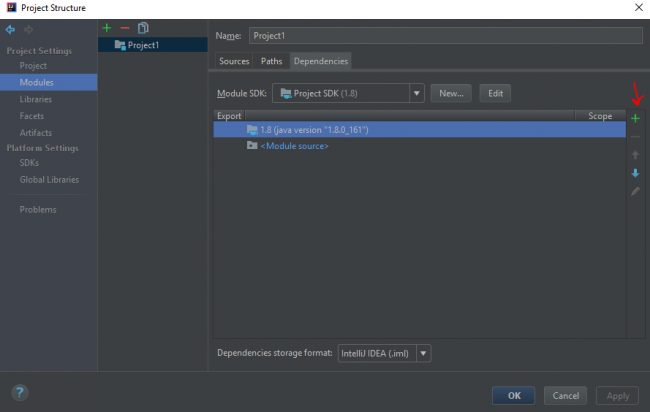 Project Structure
Project Settings
Project
Modules
Libraries
Facets
Artifacts
Platform Settings
SDKs
Global Libraries
Problems
Project1
Name: Project1
Sources Paths Dependencies
Module SDK: Project SDK (1.8) New... Edit
Export Scope
1.8 (java version "1.8.0_161")
<Module source>
Dependencies storage format: IntelliJ IDEA (.iml)
? OK Cancel Apply